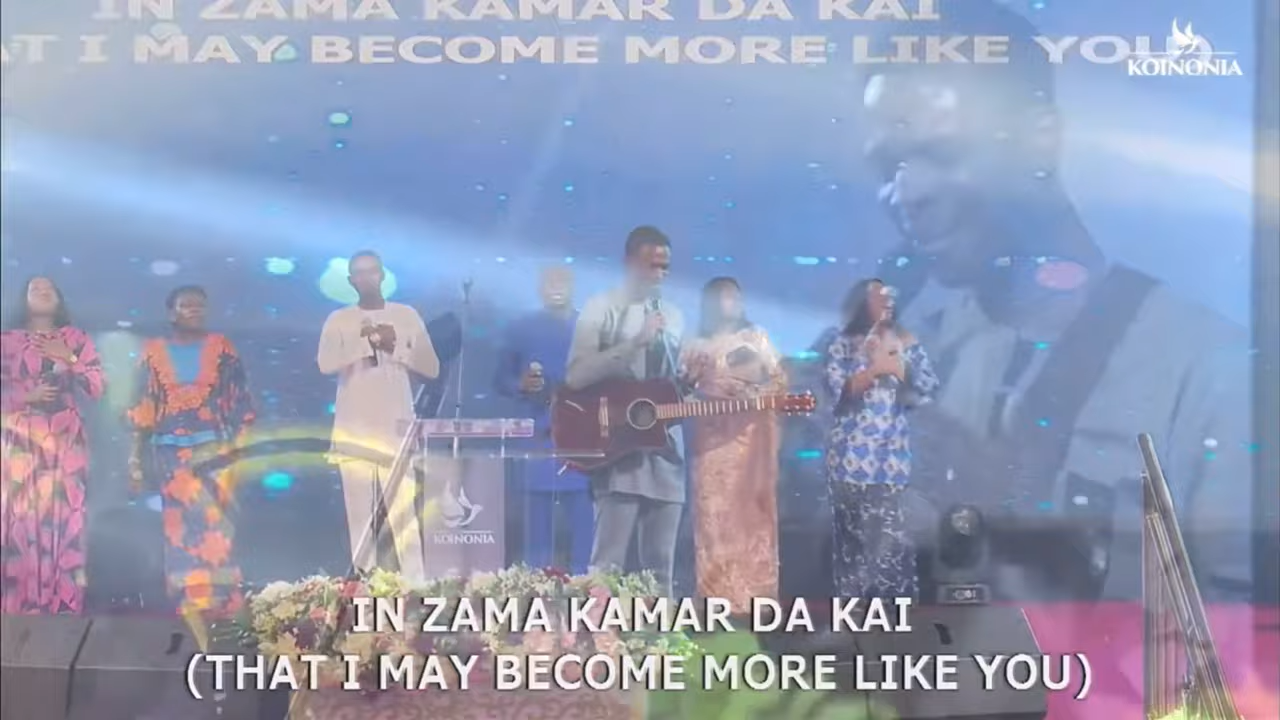 IN ZAMA KAMAR DA KAI
AT I MAY BECOME MORE LIKE YOU
KOINONIA
KOINONIA
IN ZAMA KAMAR DA KAI
(THAT I MAY BECOME MORE LIKE YOU)